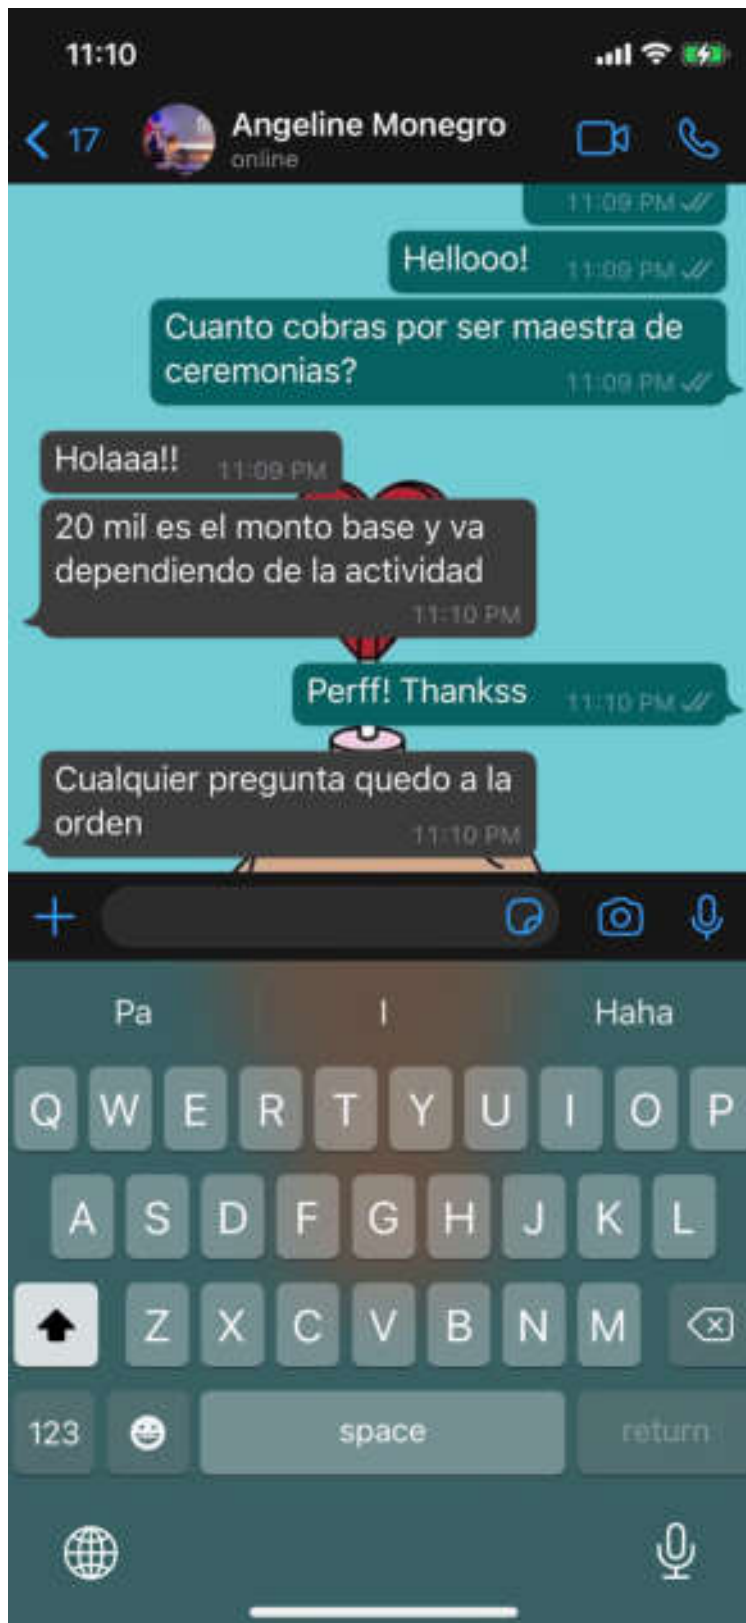 11:10
17
Angeline Monegro
online
11:09 PM
Hellooo!
11:09 PM
Cuanto cobras por ser maestra de
ceremonias?
11:09 PM
Holaaa!!
11:09 PM
20 mil es el monto base y va
dependiendo de la actividad
11:10 PM
Perff! Thankss
11:10 PM
Cualquier pregunta quedo a la
orden
11:10 PM
Pa I Haha
Q W E R T Y U I O P
A S D F G H J K L
Z X C V B N M
123 space return